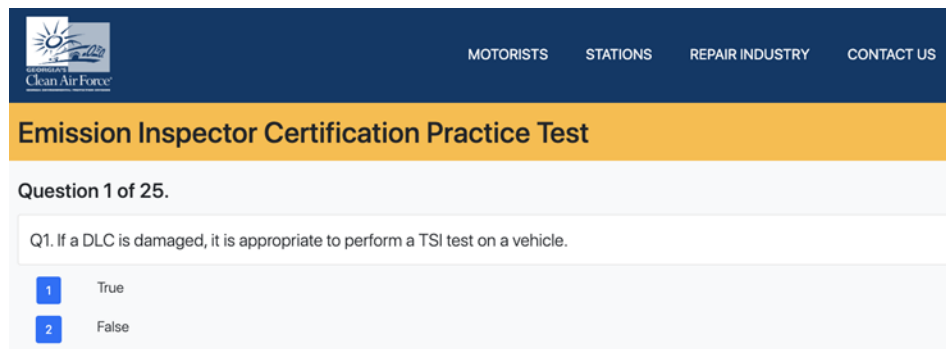 GEORGIA'S
Clean Air Force
MOTORISTS STATIONS REPAIR INDUSTRY CONTACT US
Emission Inspector Certification Practice Test
Question 1 of 25.
Q1. If a DLC is damaged, it is appropriate to perform a TSI test on a vehicle.
1 True
2 False